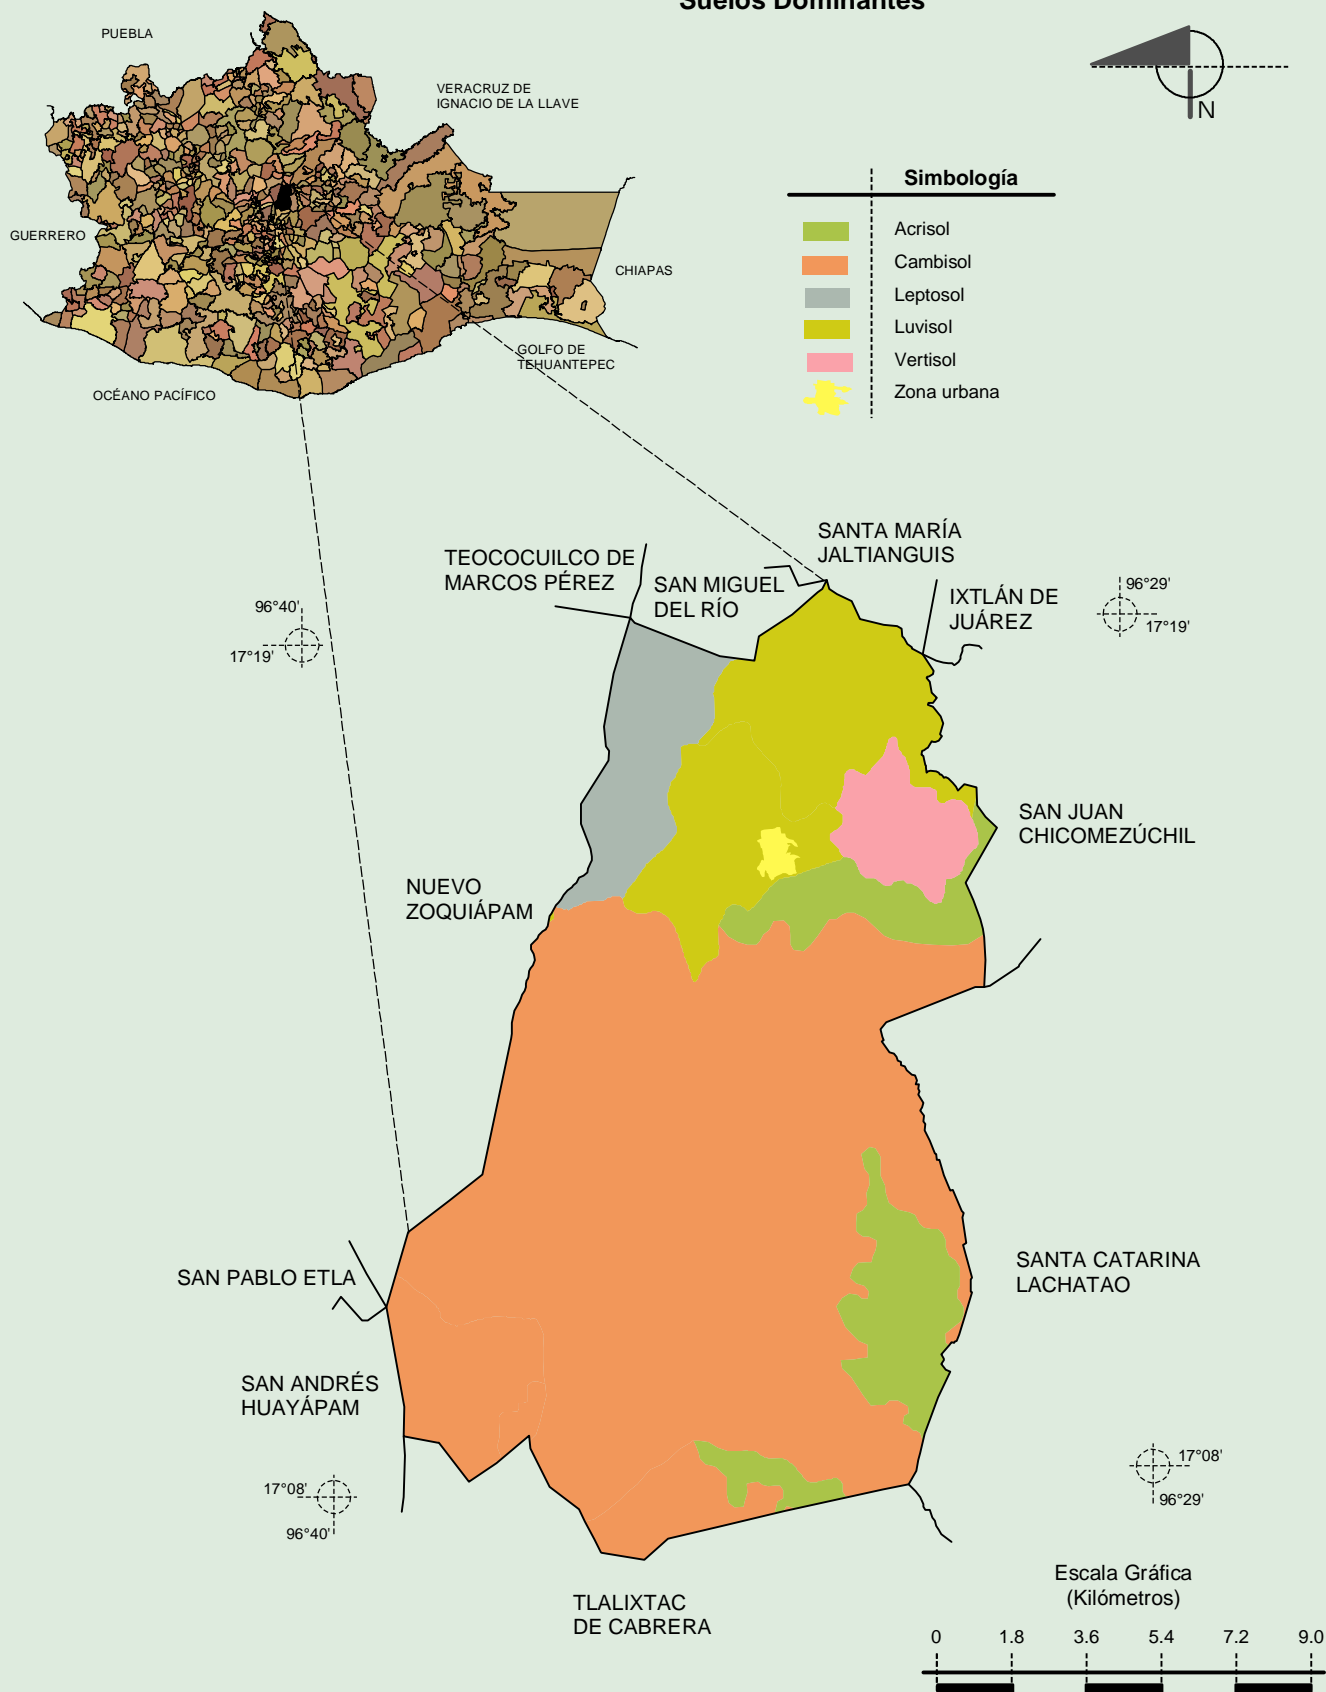 Suelos Dominantes
PUEBLA
VERACRUZ DE
IGNACIO DE LA LLAVE
GUERRERO
CHIAPAS
GOLFO DE
TEHUANTEPEC
OCÉANO PACÍFICO
N
Simbología
Acrisol
Cambisol
Leptosol
Luvisol
Vertisol
Zona urbana
SANTA MARÍA
JALTIANGUIS
TEOCOCUILCO DE
MARCOS PÉREZ
SAN MIGUEL
DEL RÍO
IXTLÁN DE
JUÁREZ
96°40'
17°19'
96°29'
17°19'
SAN JUAN
CHICOMEZÚCHIL
NUEVO
ZOQUIÁPAM
SAN PABLO ETLA
SANTA CATARINA
LACHATAO
SAN ANDRÉS
HUAYÁPAM
17°08'
96°40'
17°08'
96°29'
TLALIXTAC
DE CABRERA
Escala Gráfica
(Kilómetros)
0 1.8 3.6 5.4 7.2 9.0